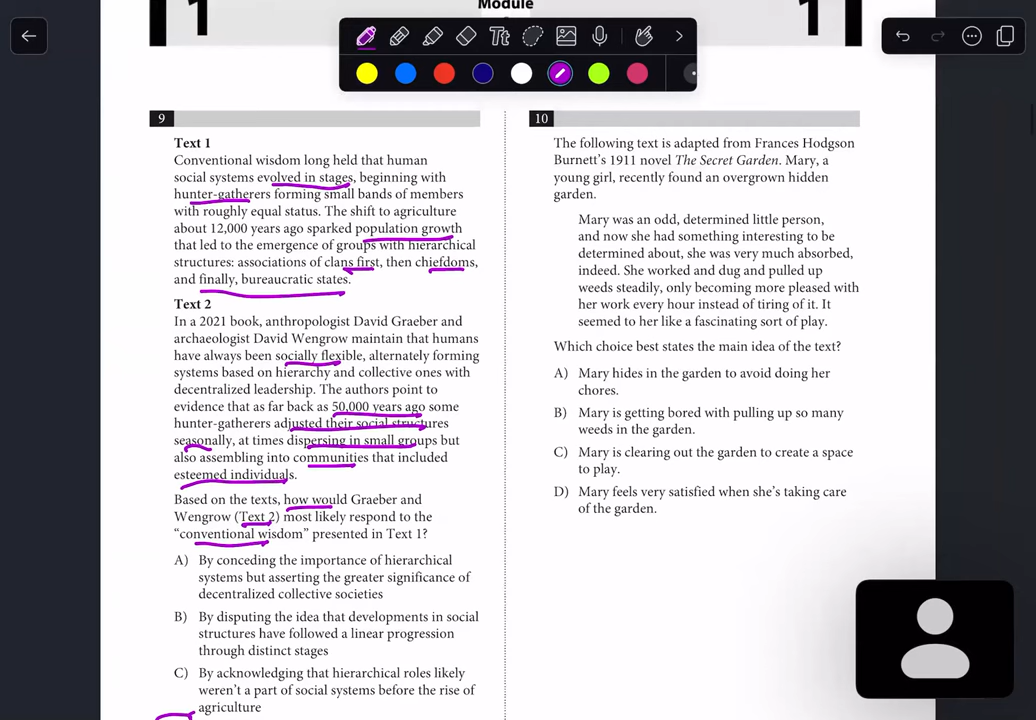 Module
1
11
Tt
9
Text 1
Conventional wisdom long held that human
social systems evolved in stages, beginning with
hunter-gatherers forming small bands of members
with roughly equal status. The shift to agriculture
about 12,000 years ago sparked population growth
that led to the emergence of groups with hierarchical
structures: associations of clans first, then chiefdoms,
and finally, bureaucratic states.
Text 2
In a 2021 book, anthropologist David Graeber and
archaeologist David Wengrow maintain that humans
have always been socially flexible, alternately forming
systems based on hierarchy and collective ones with
decentralized leadership. The authors point to
evidence that as far back as 50,000 years ago some
hunter-gatherers adjusted their social structures
seasonally, at times dispersing in small groups but
also assembling into communities that included
esteemed individuals.
Based on the texts, how would Graeber and
Wengrow (Text 2) most likely respond to the
“conventional wisdom” presented in Text 1?
A) By conceding the importance of hierarchical
systems but asserting the greater significance of
decentralized collective societies
B) By disputing the idea that developments in social
structures have followed a linear progression
through distinct stages
C) By acknowledging that hierarchical roles likely
weren’t a part of social systems before the rise of
agriculture
10
The following text is adapted from Frances Hodgson
Burnett’s 1911 novel The Secret Garden. Mary, a
young girl, recently found an overgrown hidden
garden.
Mary was an odd, determined little person,
and now she had something interesting to be
determined about, she was very much absorbed,
indeed. She worked and dug and pulled up
weeds steadily, only becoming more pleased with
her work every hour instead of tiring of it. It
seemed to her like a fascinating sort of play.
Which choice best states the main idea of the text?
A) Mary hides in the garden to avoid doing her
chores.
B) Mary is getting bored with pulling up so many
weeds in the garden.
C) Mary is clearing out the garden to create a space
to play.
D) Mary feels very satisfied when she’s taking care
of the garden.